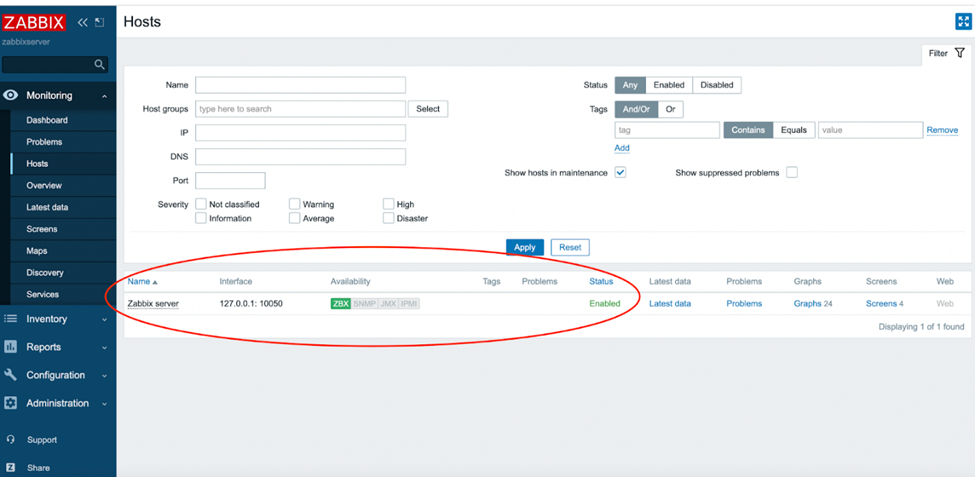 ZABBIX
zabbixserver
Monitoring
Dashboard
Problems
Hosts
Overview
Latest data
Screens
Maps
Discovery
Services
Inventory
Reports
Configuration
Administration
Support
Z Share
Hosts
Filter
Name
Host groups type here to search Select
IP
DNS
Port
Severity Not classified Warning High
Information Average Disaster
Status Any Enabled Disabled
Tags And/Or Or
tag Contains Equals value Remove
Add
Show hosts in maintenance Show suppressed problems
Apply Reset
Name Interface Availability Tags Problems Status Latest data Problems Graphs Screens Web
Zabbix server 127.0.0.1: 10050 ZBX SNMP JMX IPMI Enabled Latest data Problems Graphs 24 Screens 4 Web
Displaying 1 of 1 found